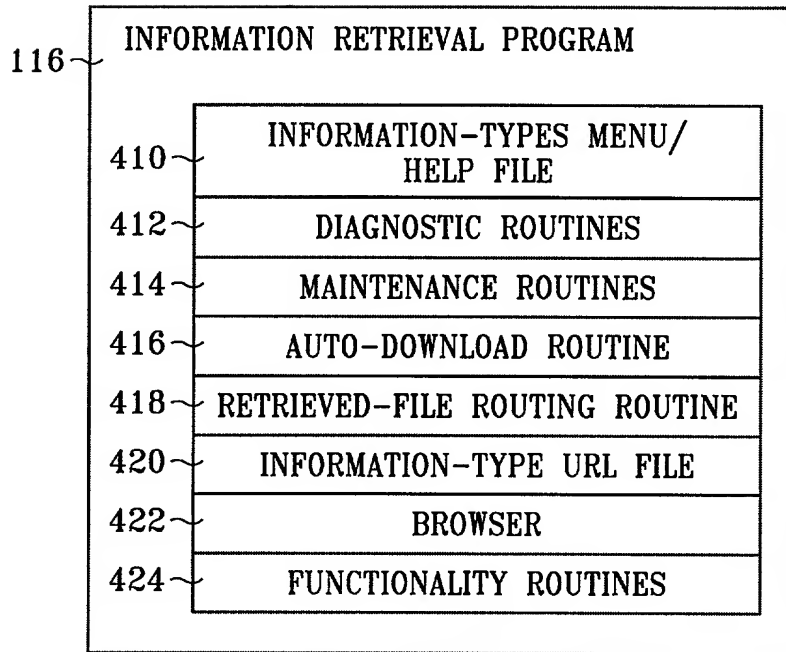 INFORMATION RETRIEVAL PROGRAM
116
INFORMATION-TYPES MENU/
410
HELP FILE
412 DIAGNOSTIC ROUTINES
414 MAINTENANCE ROUTINES
416 AUTO-DOWNLOAD ROUTINE
418 RETRIEVED-FILE ROUTING ROUTINE
420 INFORMATION-TYPE URL FILE
422 BROWSER
424 FUNCTIONALITY ROUTINES